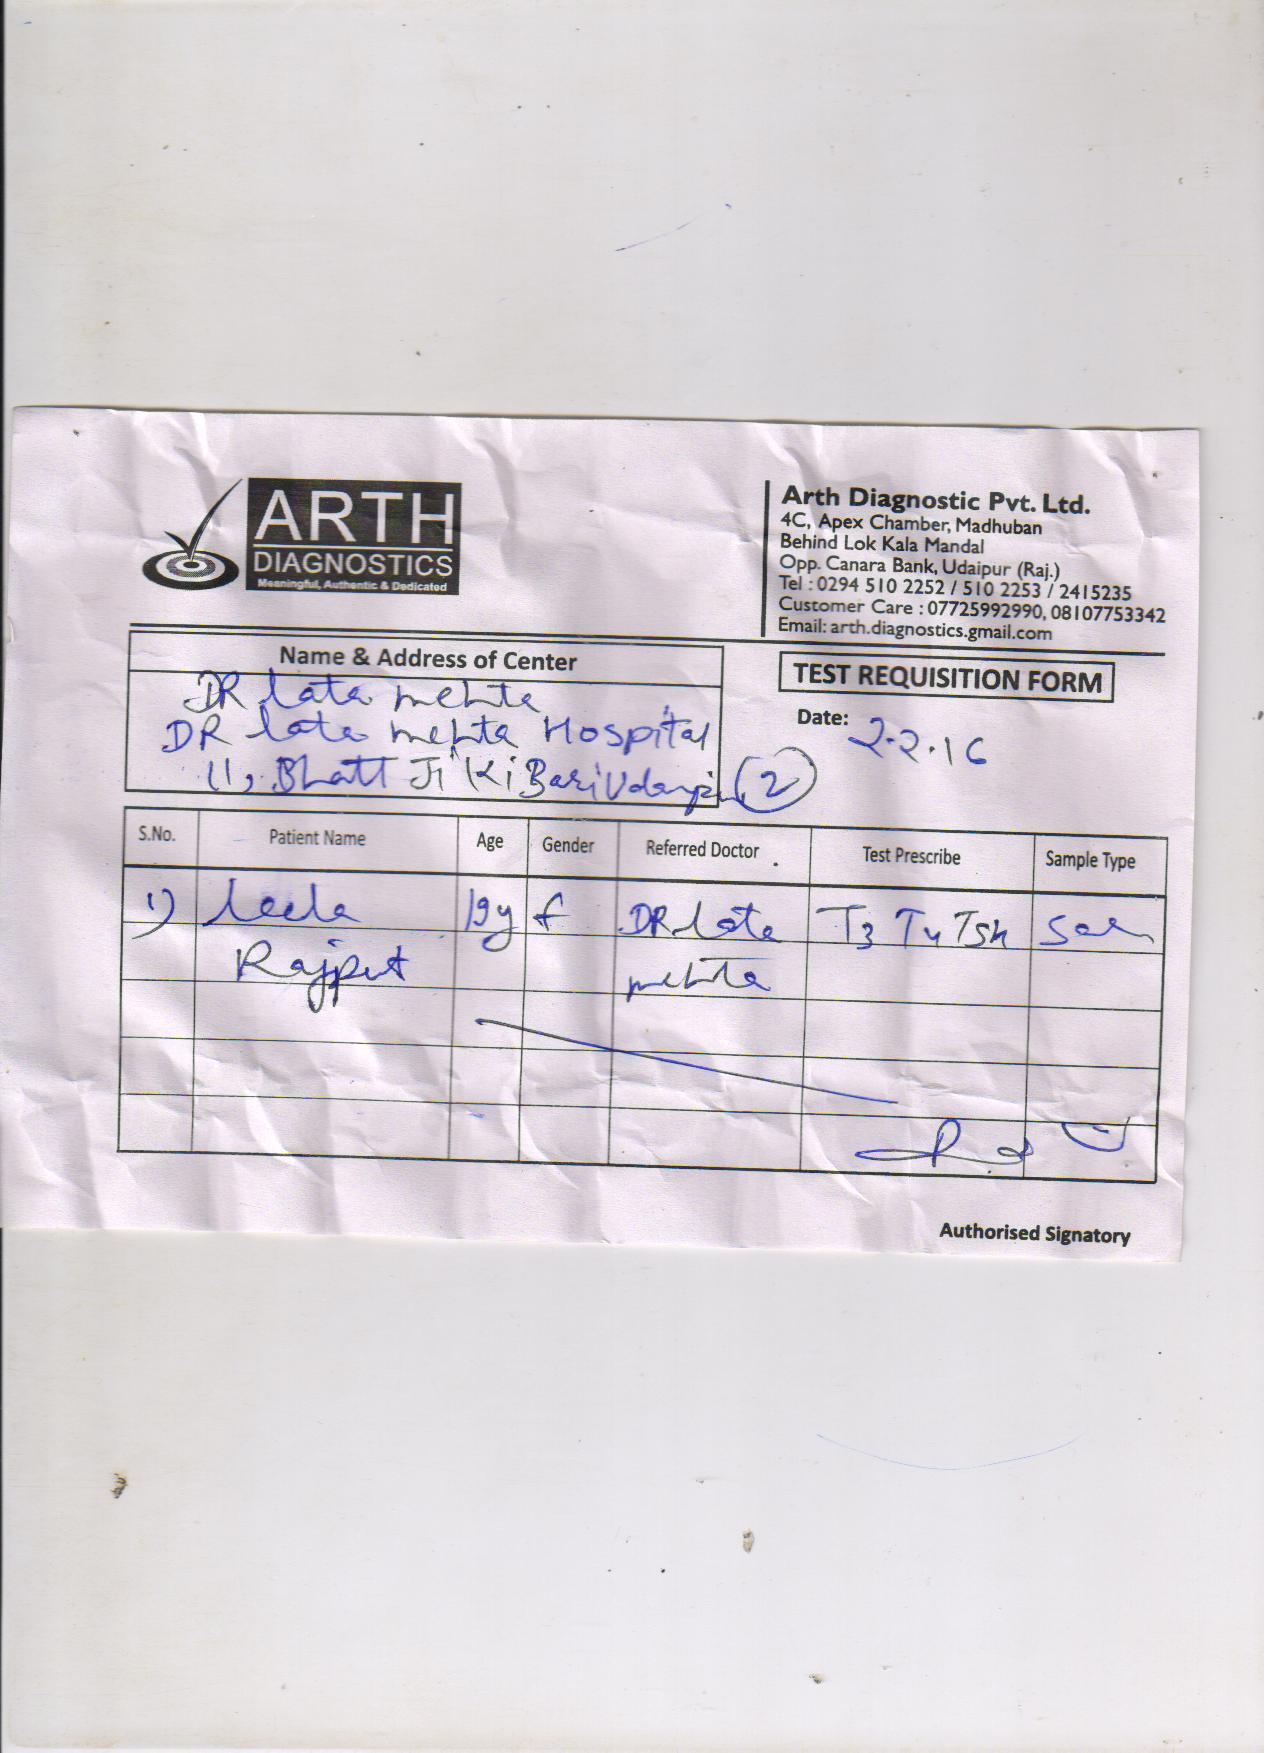 ARTH
DIAGNOSTICS
Meaningful, Authentic & Dedicated
Arth Diagnostic Pvt. Ltd.
4C, Apex Chamber, Madhuban
Behind Lok Kala Mandal
Opp. Canara Bank, Udaipur (Raj.)
Tel : 0294 510 2252 / 510 2253 / 2415235
Customer Care : 07725992990, 08107753342
Email: arth.diagnostics.gmail.com
Name & Address of Center
DR lata mehta
DR lata mehta Hospital
11, Bhatt Ji Ki Bari Udaipur
2
TEST REQUISITION FORM
Date: 2.2.16
S.No. Patient Name Age Gender Referred Doctor Test Prescribe Sample Type
1) leela 19y f DR lata T3 T4 TSH
Rajput mehta
Authorised Signatory